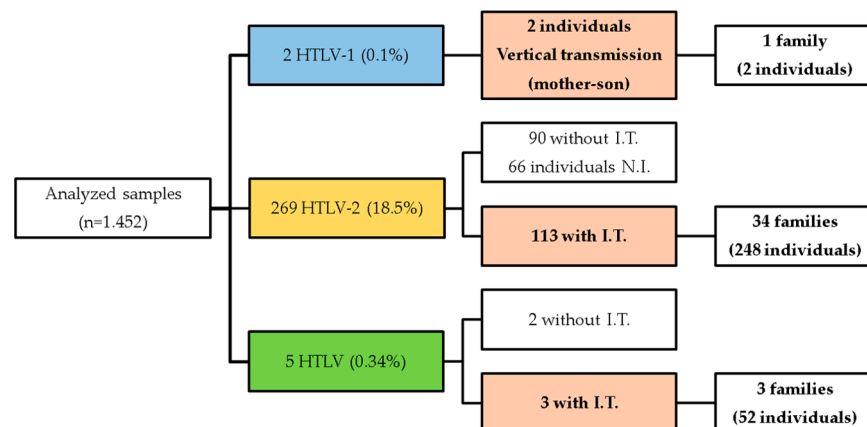 Analyzed samples
(n=1.452)
2 HTLV-1 (0.1%)
2 individuals
Vertical transmission
(mother-son)
1 family
(2 individuals)
269 HTLV-2 (18.5%)
90 without I.T.
66 individuals N.I.
113 with I.T.
34 families
(248 individuals)
5 HTLV (0.34%)
2 without I.T.
3 with I.T.
3 families
(52 individuals)